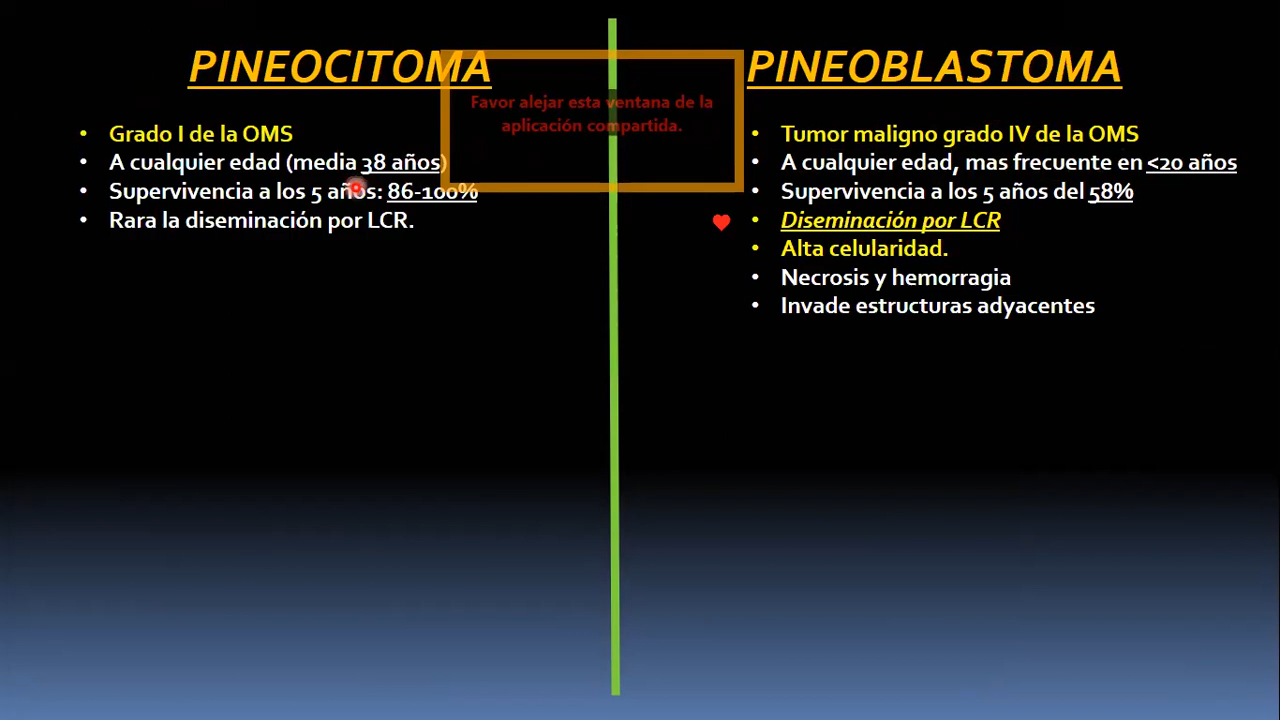 PINEOCITOMA
• Grado I de la OMS
• A cualquier edad (media 38 años)
• Supervivencia a los 5 años: 86-100%
• Rara la diseminación por LCR.
Favor alejar esta ventana de la
aplicación compartida.
PINEOBLASTOMA
• Tumor maligno grado IV de la OMS
• A cualquier edad, mas frecuente en <20 años
• Supervivencia a los 5 años del 58%
• Diseminación por LCR
• Alta celularidad.
• Necrosis y hemorragia
• Invade estructuras adyacentes